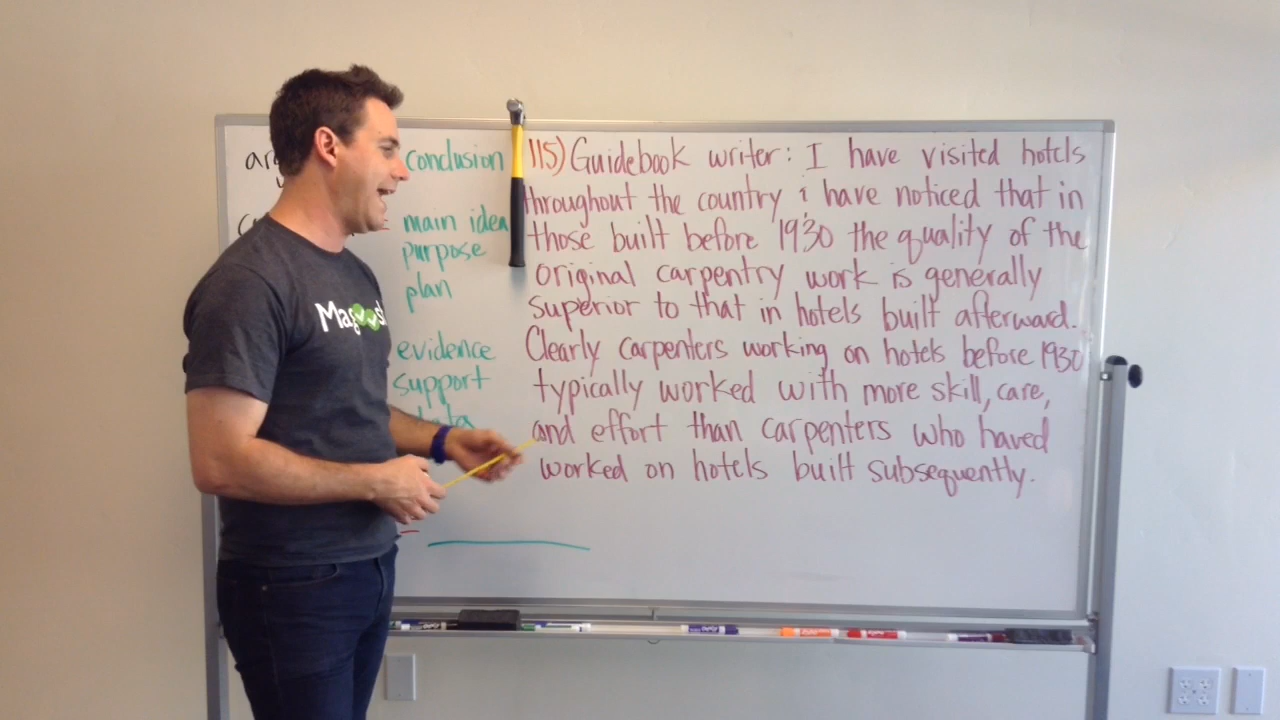 conclusion
main idea
purpose
plan
evidence
support
115) Guidebook writer: I have visited hotels
throughout the country & have noticed that in
those built before 1930 the quality of the
original carpentry work is generally
superior to that in hotels built afterward.
Clearly carpenters working on hotels before 1930
typically worked with more skill, care,
and effort than carpenters who haved
worked on hotels built subsequently.